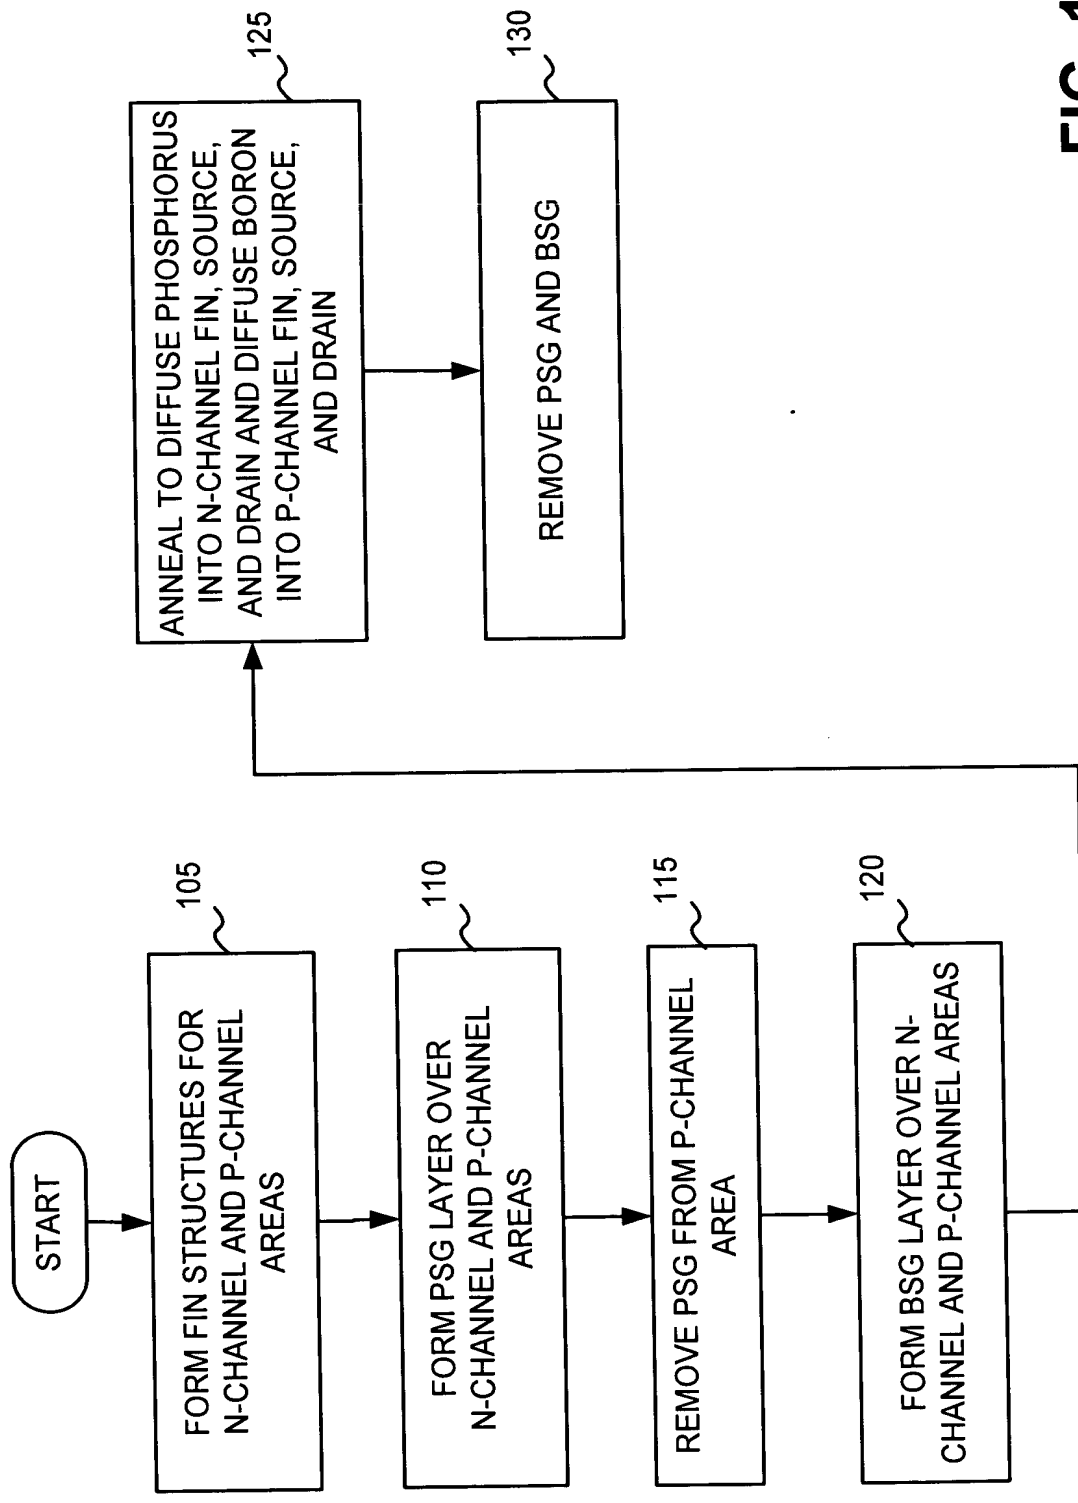 START
105
FORM FIN STRUCTURES FOR
N-CHANNEL AND P-CHANNEL
AREAS
110
FORM PSG LAYER OVER
N-CHANNEL AND P-CHANNEL
AREAS
115
REMOVE PSG FROM P-CHANNEL
AREA
120
FORM BSG LAYER OVER N-
CHANNEL AND P-CHANNEL AREAS
125
ANNEAL TO DIFFUSE PHOSPHORUS
INTO N-CHANNEL FIN, SOURCE,
AND DRAIN AND DIFFUSE BORON
INTO P-CHANNEL FIN, SOURCE,
AND DRAIN
130
REMOVE PSG AND BSG
FIG. 1